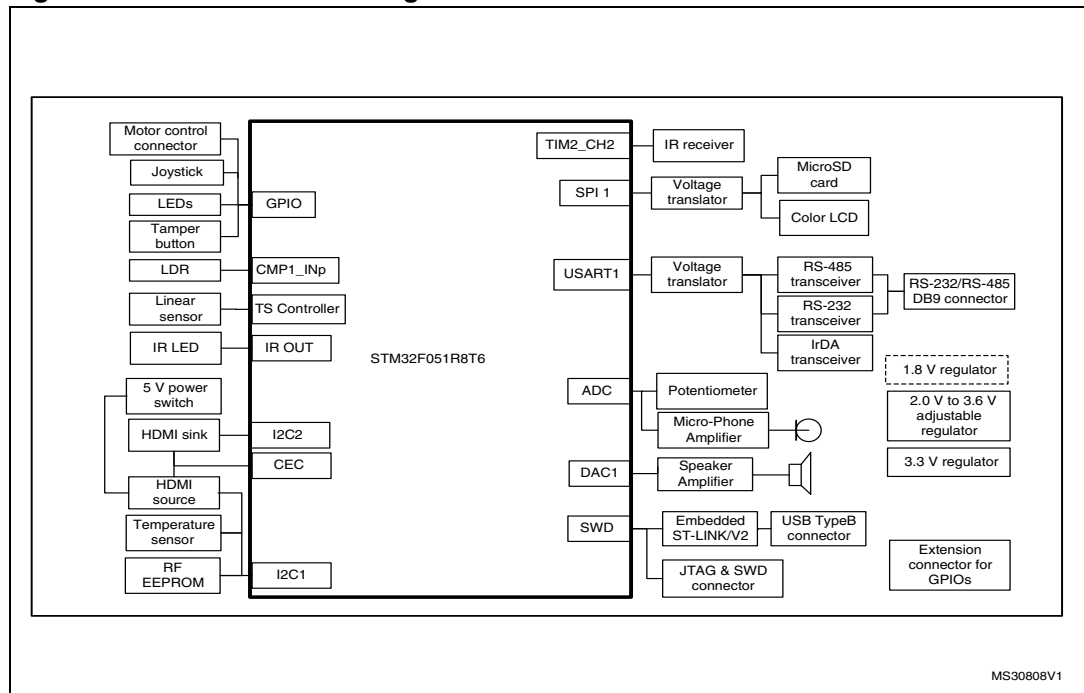 Motor control
connector
Joystick
LEDs
Tamper
button
LDR
Linear
sensor
IR LED
5 V power
switch
HDMI sink
HDMI
source
Temperature
sensor
RF
EEPROM
GPIO
CMP1_INp
TS Controller
IR OUT
I2C2
CEC
I2C1
STM32F051R8T6
TIM2_CH2
SPI 1
USART1
ADC
DAC1
SWD
IR receiver
Voltage
translator
MicroSD
card
Color LCD
Voltage
translator
RS-485
transceiver
RS-232
transceiver
IrDA
transceiver
RS-232/RS-485
DB9 connector
Potentiometer
Micro-Phone
Amplifier
Speaker
Amplifier
Embedded
ST-LINK/V2
USB TypeB
connector
JTAG & SWD
connector
1.8 V regulator
2.0 V to 3.6 V
adjustable
regulator
3.3 V regulator
Extension
connector for
GPIOs
MS30808V1